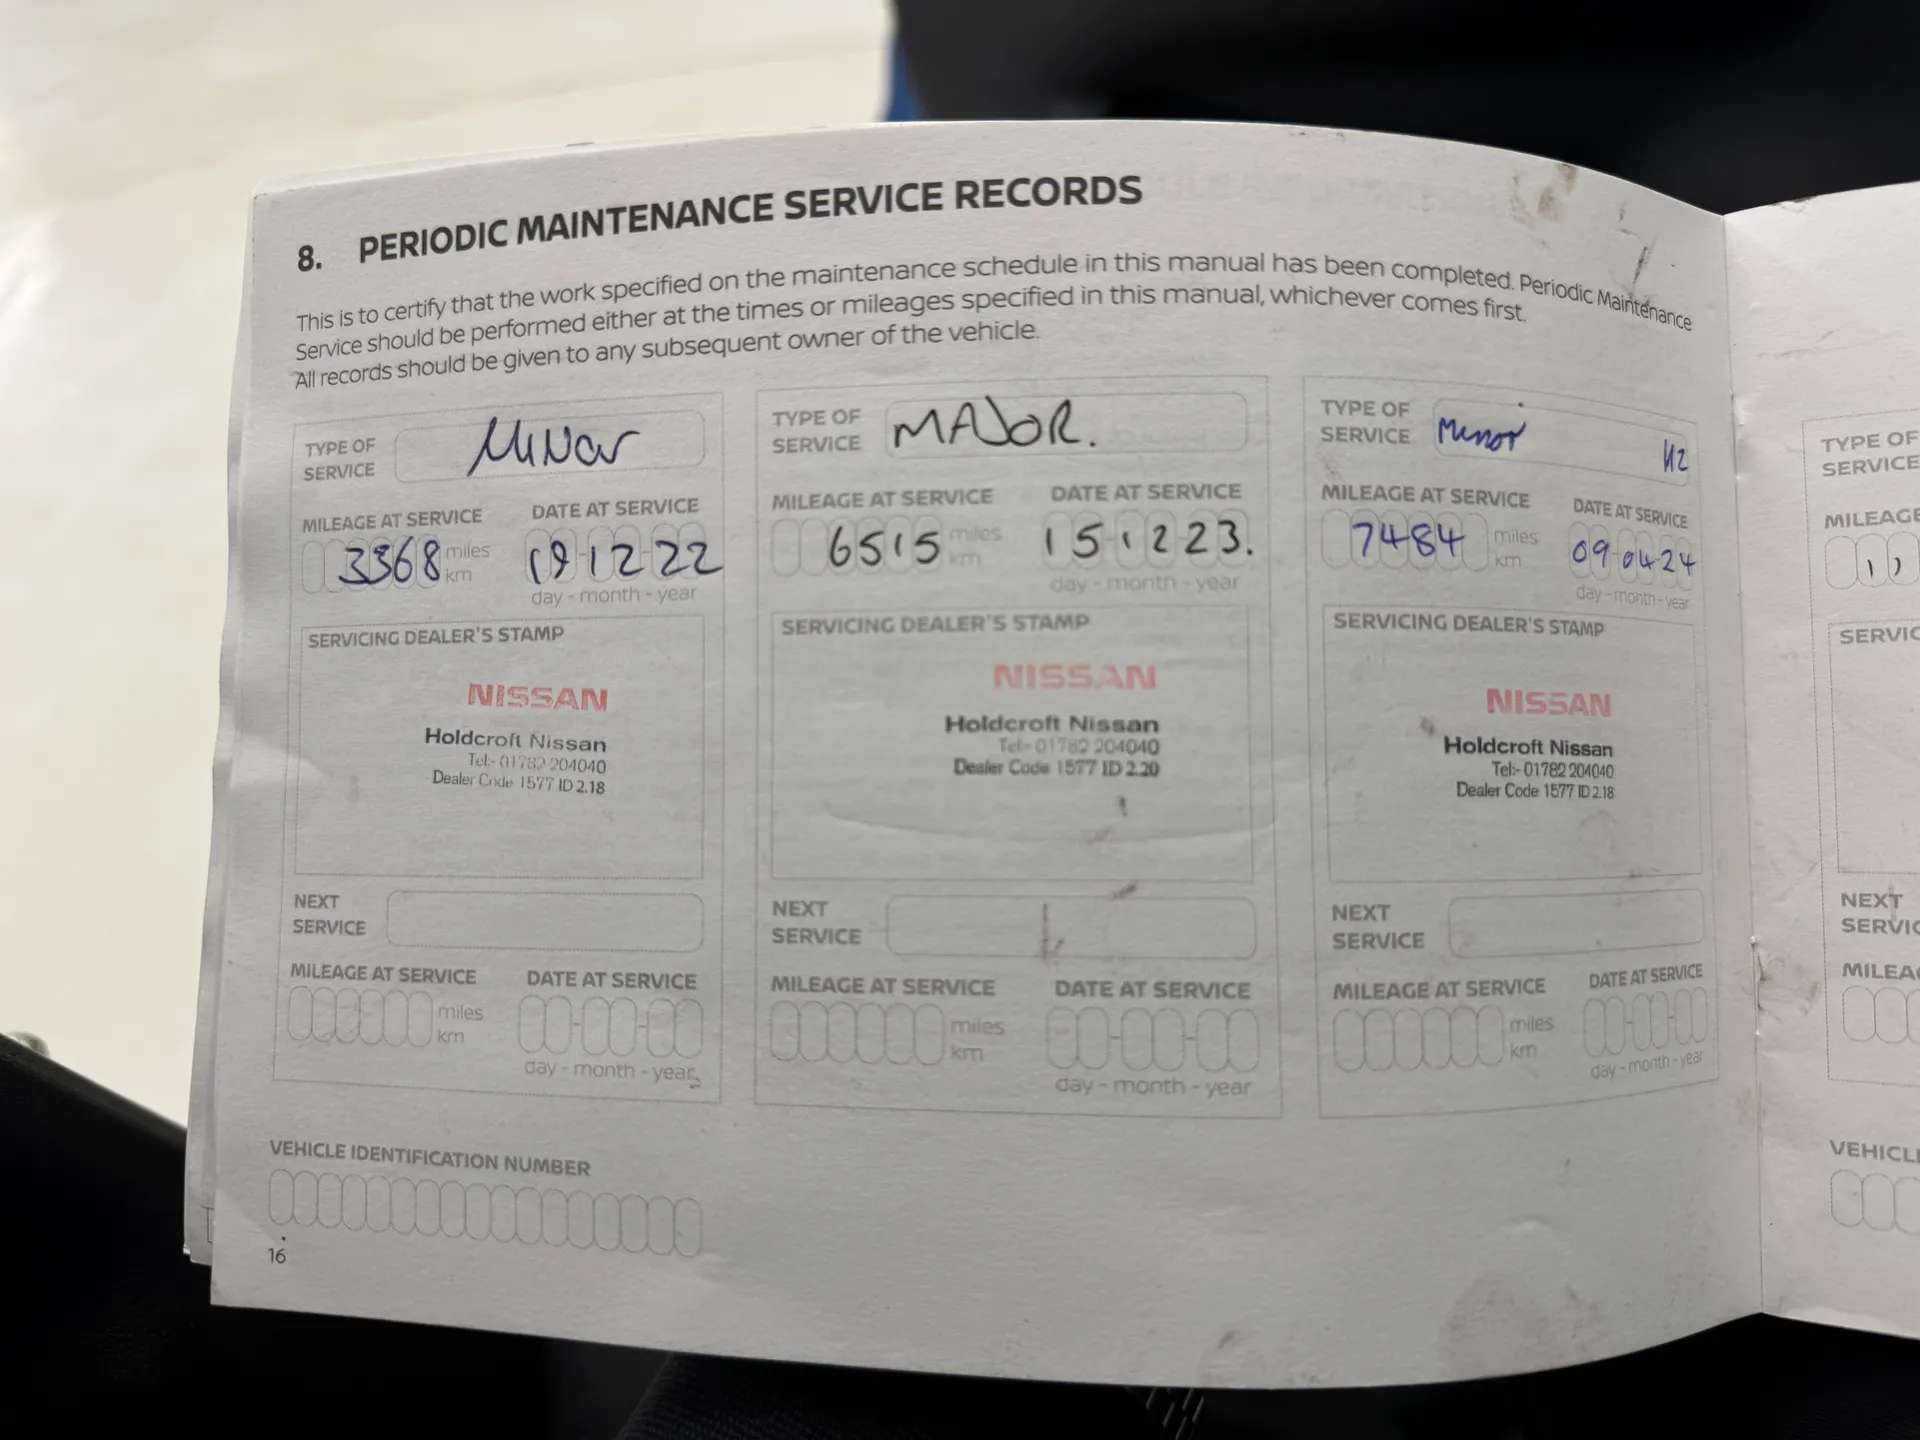 8. PERIODIC MAINTENANCE SERVICE RECORDS
This is to certify that the work specified on the maintenance schedule in this manual has been completed. Periodic Maintenance
Service should be performed either at the times or mileages specified in this manual, whichever comes first.
All records should be given to any subsequent owner of the vehicle.
TYPE OF
SERVICE
Minor
MILEAGE AT SERVICE
DATE AT SERVICE
3368 miles
km
19-12-22
day - month - year
SERVICING DEALER'S STAMP
NISSAN
Holdcroft Nissan
Tel:- 01782 204040
Dealer Code 1577 ID 2.18
NEXT
SERVICE
MILEAGE AT SERVICE
DATE AT SERVICE
miles
km
day - month - year
TYPE OF
SERVICE
MAJOR.
MILEAGE AT SERVICE
DATE AT SERVICE
6515 miles
km
15-12-23.
day - month - year
SERVICING DEALER'S STAMP
NISSAN
Holdcroft Nissan
Tel:- 01782 204040
Dealer Code 1577 ID 2.20
NEXT
SERVICE
MILEAGE AT SERVICE
DATE AT SERVICE
miles
km
day - month - year
TYPE OF
SERVICE
Minor
MILEAGE AT SERVICE
DATE AT SERVICE
7484 miles
km
09-04-24
day - month - year
SERVICING DEALER'S STAMP
NISSAN
Holdcroft Nissan
Tel:- 01782 204040
Dealer Code 1577 ID 2.18
NEXT
SERVICE
MILEAGE AT SERVICE
DATE AT SERVICE
miles
km
day - month - year
VEHICLE IDENTIFICATION NUMBER
16
TYPE OF
SERVICE
MILEAGE
SERVIC
NEXT
SERVIC
MILEA
VEHICL